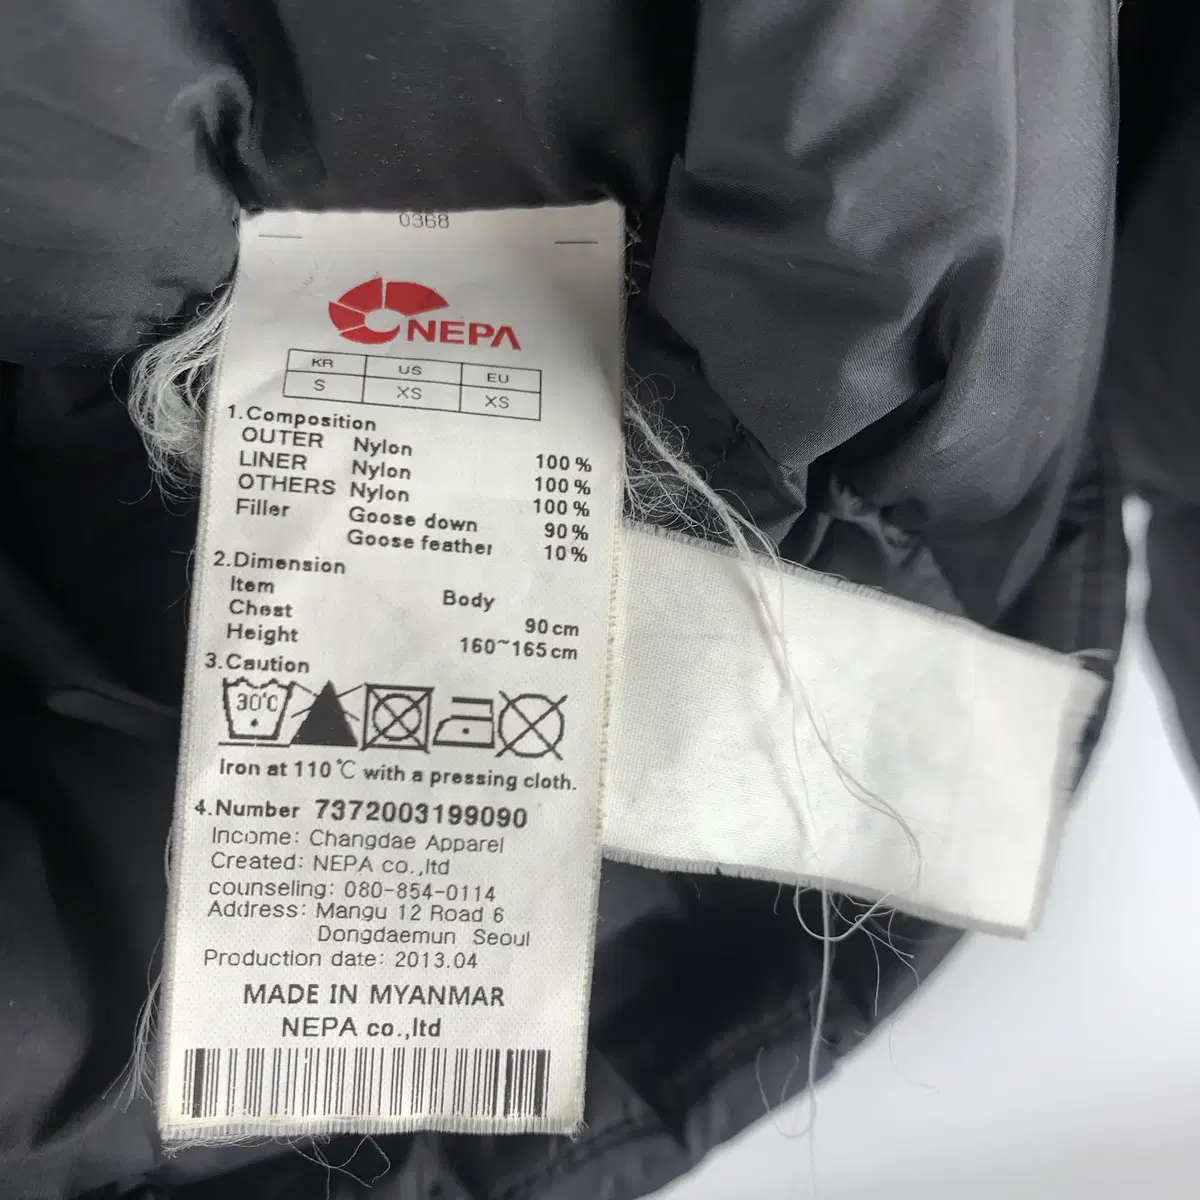 0368
NEPA
KR US EU
S XS XS
1.Composition
OUTER Nylon 100%
LINER Nylon 100%
OTHERS Nylon 100%
Filler Goose down 90%
Goose feather 10%
2.Dimension
Item Body
Chest 90cm
Height 160~165cm
3.Caution
30℃
Iron at 110℃ with a pressing cloth.
4.Number 7372003199090
Income: Changdae Apparel
Created: NEPA co.,ltd
counseling: 080-854-0114
Address: Mangu 12 Road 6
Dongdaemun Seoul
Production date: 2013.04
MADE IN MYANMAR
NEPA co.,ltd